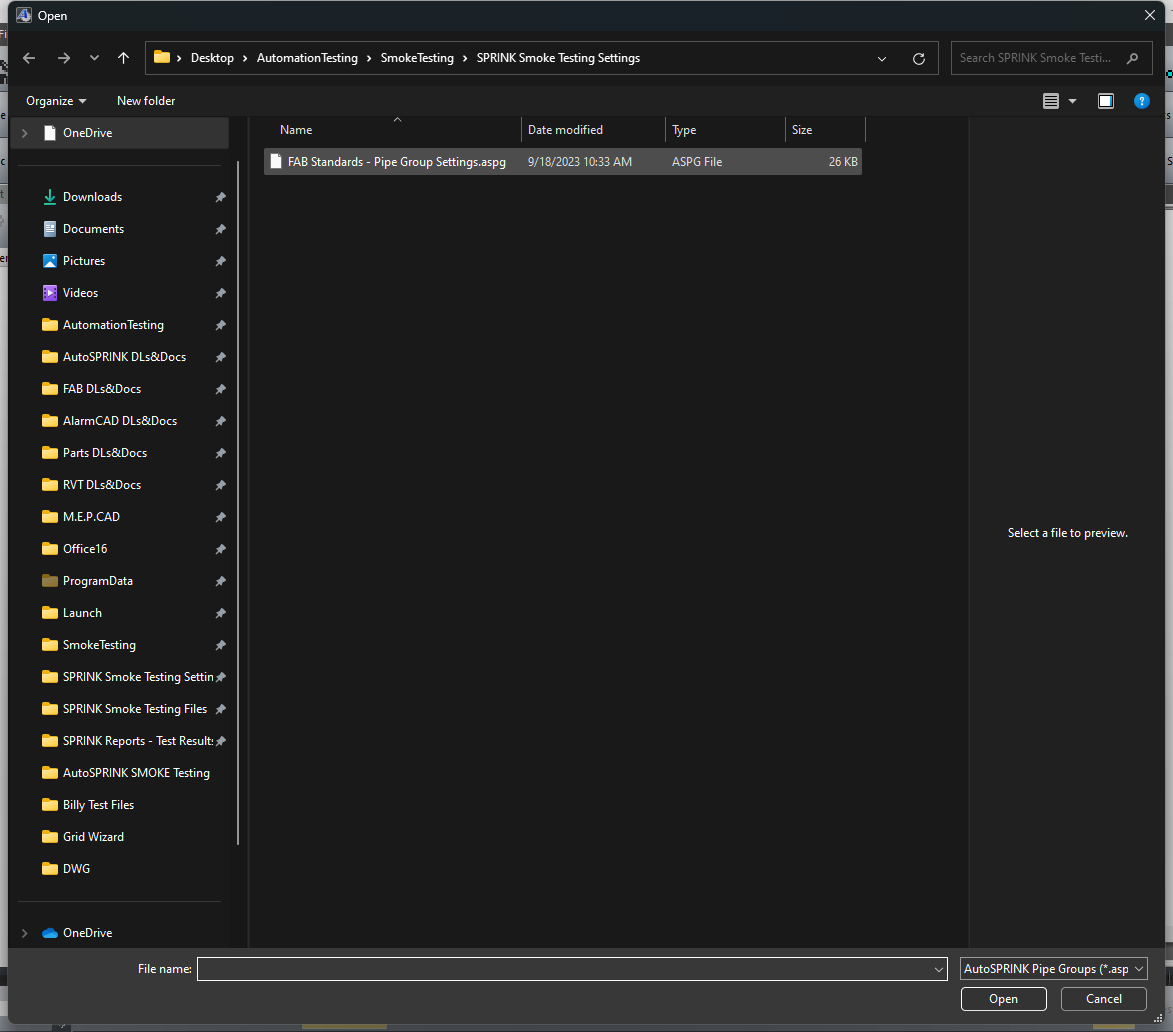 Open
Desktop > AutomationTesting > SmokeTesting > SPRINK Smoke Testing Settings
Search SPRINK Smoke Testi...
Organize
New folder
?
OneDrive
Name
Date modified
Type
Size
FAB Standards - Pipe Group Settings.aspg
9/18/2023 10:33 AM
ASPG File
26 KB
Downloads
Documents
Pictures
Videos
AutomationTesting
AutoSPRINK DLs&Docs
FAB DLs&Docs
AlarmCAD DLs&Docs
Parts DLs&Docs
RVT DLs&Docs
M.E.P.CAD
Office16
ProgramData
Launch
SmokeTesting
SPRINK Smoke Testing Settin
SPRINK Smoke Testing Files
SPRINK Reports - Test Result
AutoSPRINK SMOKE Testing
Billy Test Files
Grid Wizard
DWG
OneDrive
Select a file to preview.
File name:
AutoSPRINK Pipe Groups (*.asp
Open
Cancel